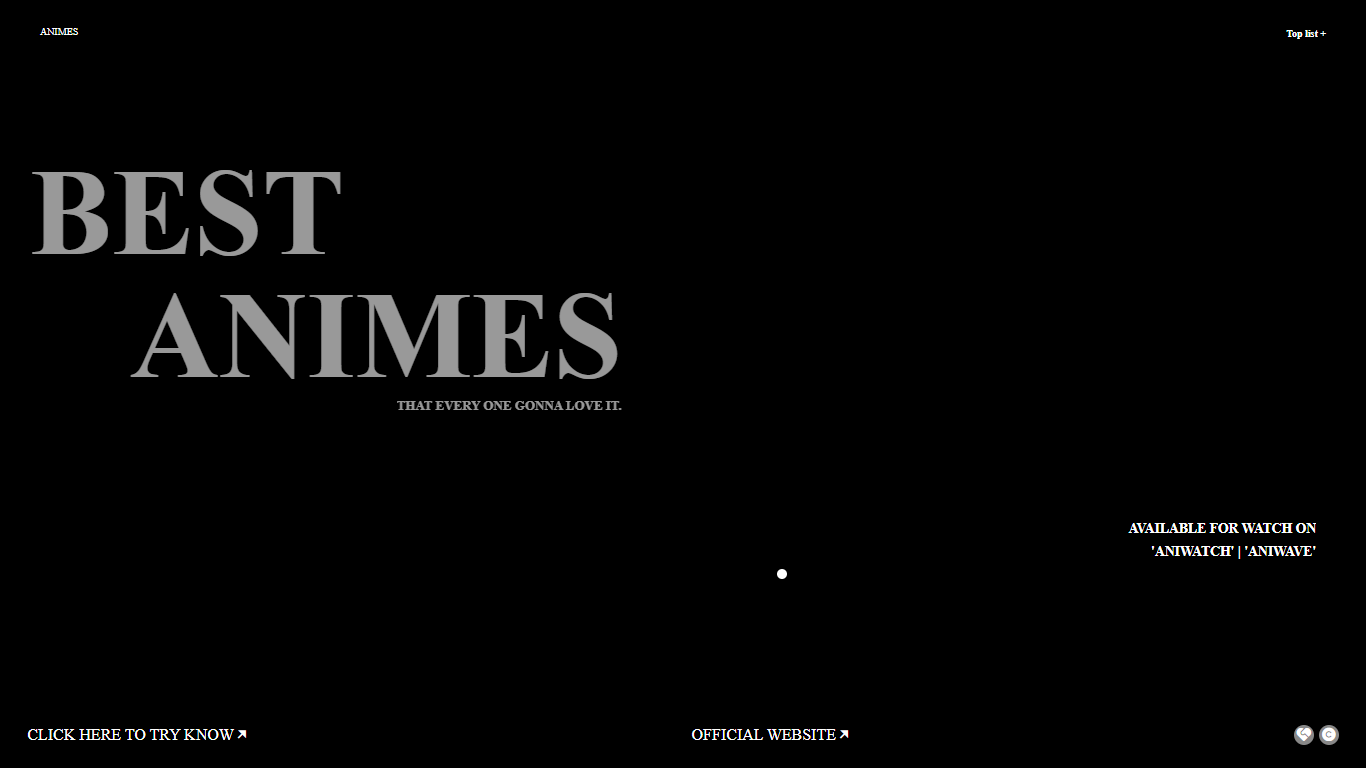 ANIMES
Top list +
BEST
ANIMES
THAT EVERY ONE GONNA LOVE IT.
AVAILABLE FOR WATCH ON
'ANIWATCH' | 'ANIWAVE'
CLICK HERE TO TRY KNOW
OFFICIAL WEBSITE
C